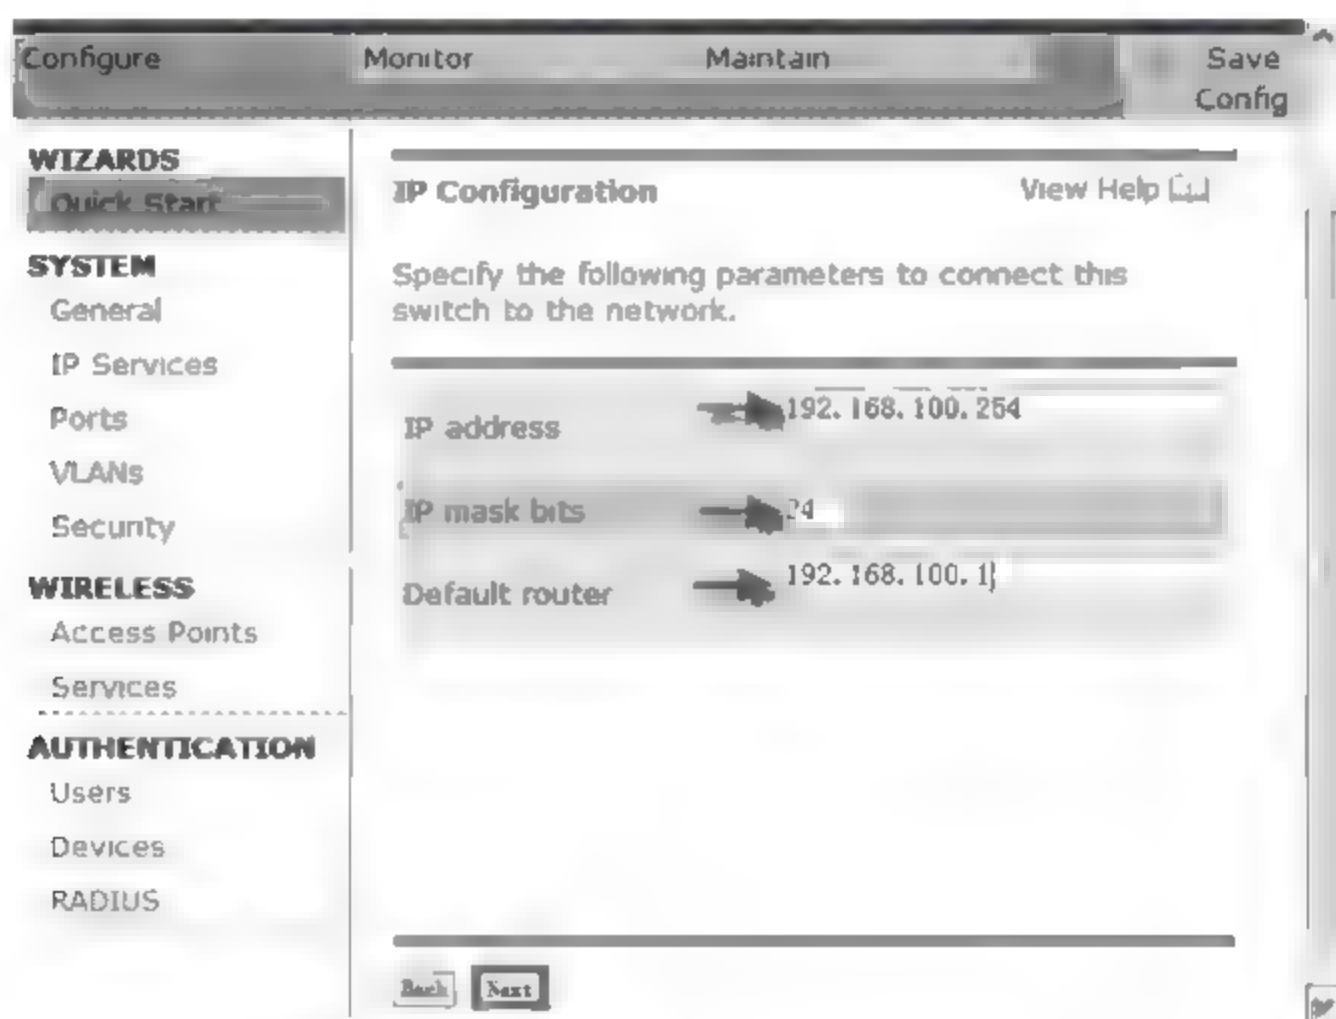 Configure Monitor Maintain Save
Config
WIZARDS
Quick Start
SYSTEM
General
IP Services
Ports
VLANs
Security
WIRELESS
Access Points
Services
AUTHENTICATION
Users
Devices
RADIUS
IP Configuration View Help
Specify the following parameters to connect this
switch to the network.
IP address 192.168.100.254
IP mask bits 24
Default router 192.168.100.1
Back Next